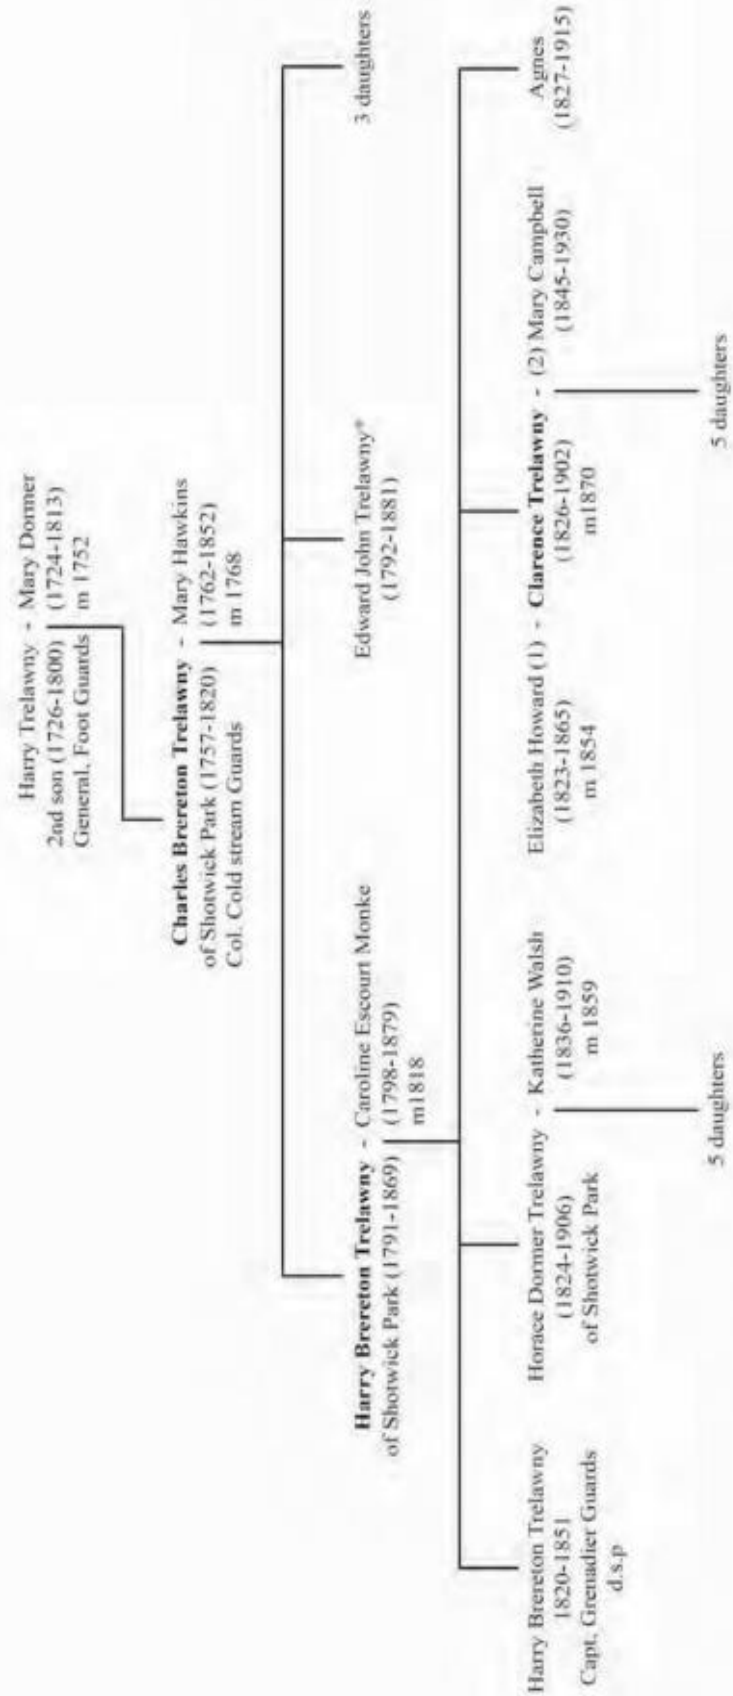 Harry Trelawny - Mary Dormer
2nd son (1726-1800) (1724-1813)
General, Foot Guards m 1752
Charles Brereton Trelawny - Mary Hawkins
of Shotwick Park (1757-1820) (1762-1852)
Col. Cold stream Guards m 1768
Harry Brereton Trelawny - Caroline Escourt Monke
of Shotwick Park (1791-1869) (1798-1879)
m1818
Edward John Trelawny*
(1792-1881)
3 daughters
Harry Brereton Trelawny
1820-1851
Capt, Grenadier Guards
d.s.p
Horace Dormer Trelawny - Katherine Walsh
(1824-1906) (1836-1910)
of Shotwick Park m 1859
Elizabeth Howard (1) - Clarence Trelawny - (2) Mary Campbell
(1823-1865) (1826-1902) (1845-1930)
m 1854 m1870
Agnes
(1827-1915)
5 daughters
5 daughters